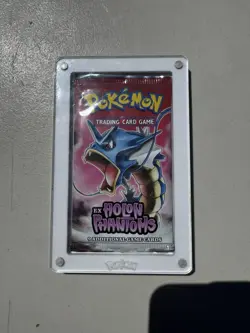 POKéMON
TRADING CARD GAME
EX HOLON
PHANTOMS
9 ADDITIONAL GAME CARDS
Pokémon